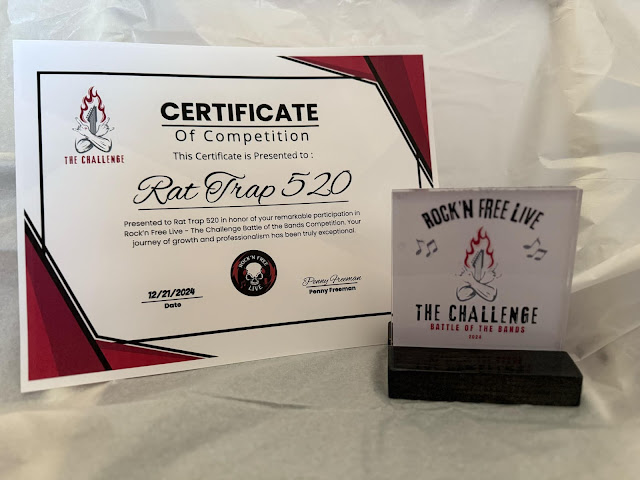 THE CHALLENGE
CERTIFICATE
Of Competition
This Certificate is Presented to :
Rat Trap 520
Presented to Rat Trap 520 in honor of your remarkable participation in
Rock'n Free Live - The Challenge Battle of the Bands Competition. Your
journey of growth and professionalism has been truly exceptional.
12/21/2024
Date
ROCK'N FREE
LIVE
Penny Freeman
Penny Freeman
ROCK'N FREE LIVE
THE CHALLENGE
BATTLE OF THE BANDS